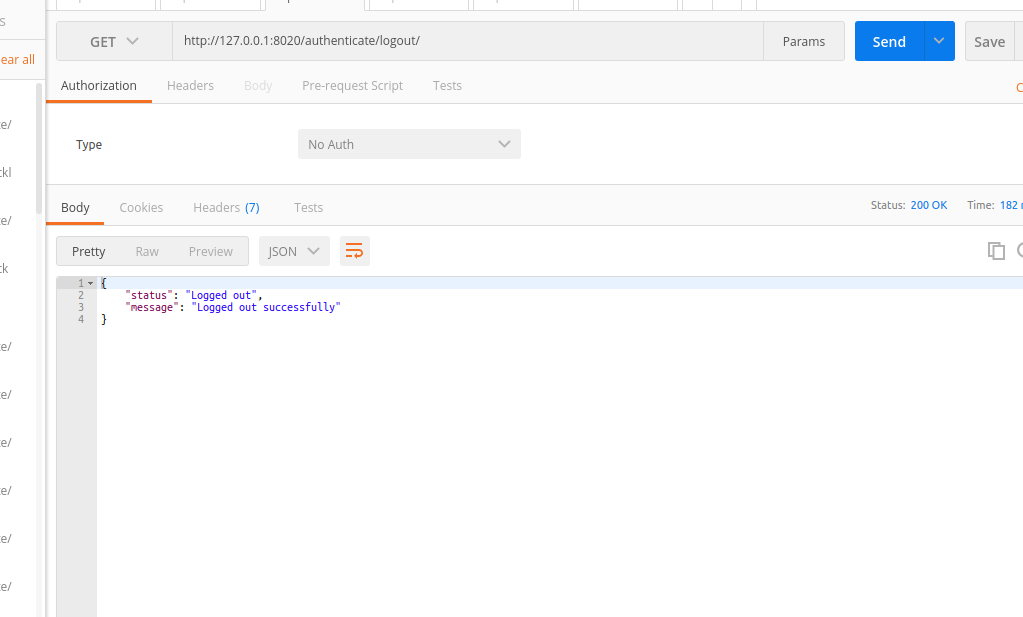 GET http://127.0.0.1:8020/authenticate/logout/ Params Send Save
ear all
Authorization Headers Body Pre-request Script Tests
Type No Auth
Body Cookies Headers (7) Tests Status: 200 OK Time: 182
Pretty Raw Preview JSON
1 {
2 "status": "Logged out",
3 "message": "Logged out successfully"
4 }